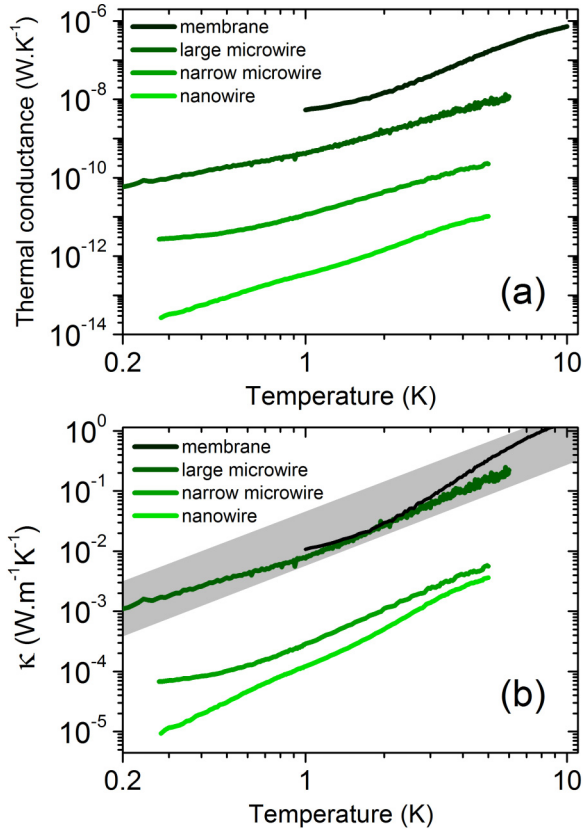 10⁻⁶
10⁻⁸
10⁻¹⁰
10⁻¹²
10⁻¹⁴
Thermal conductance (W.K⁻¹)
membrane
large microwire
narrow microwire
nanowire
(a)
0.2 1 10
Temperature (K)
10⁰
10⁻¹
10⁻²
10⁻³
10⁻⁴
10⁻⁵
κ (W.m⁻¹K⁻¹)
membrane
large microwire
narrow microwire
nanowire
(b)
0.2 1 10
Temperature (K)